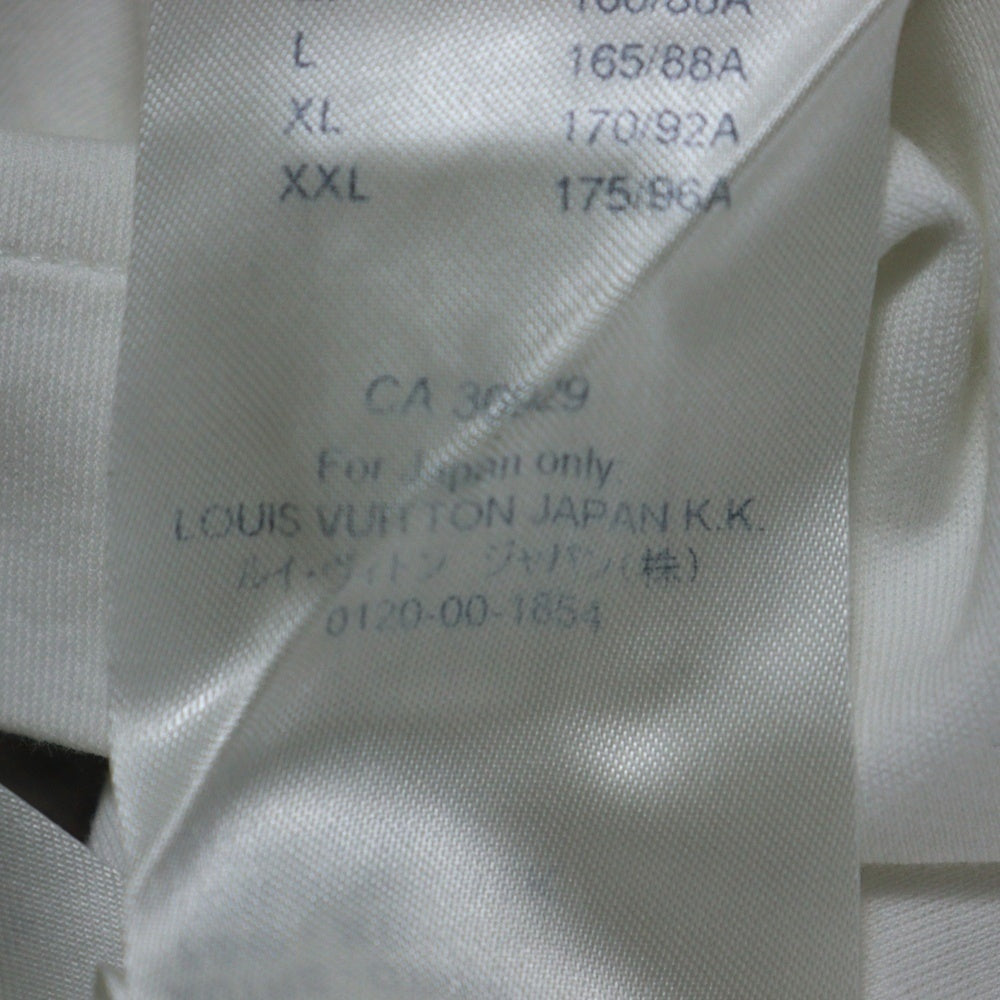 L 165/88A
XL 170/92A
XXL 175/96A
CA
For Japan only
LOUIS VUITTON JAPAN K.K.
ルイ・ヴィトン ジャパン(株)
0120-00-1854